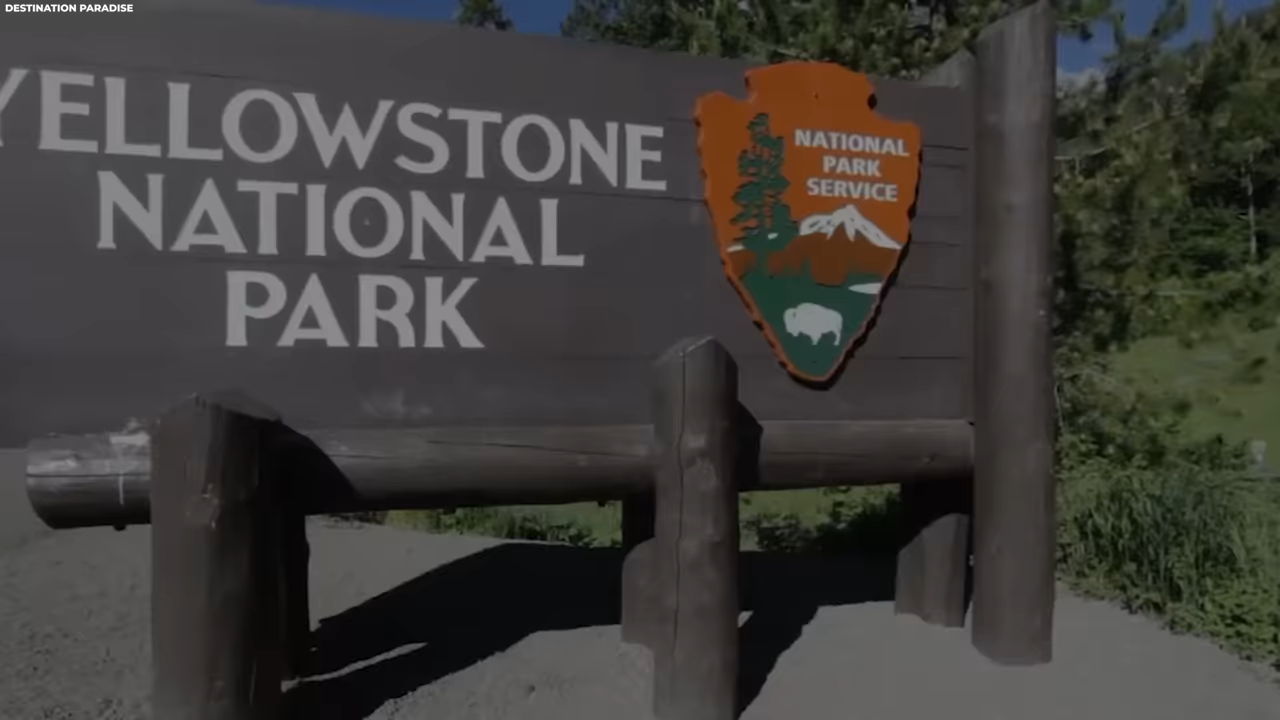 DESTINATION PARADISE
YELLOWSTONE
NATIONAL
PARK
NATIONAL
PARK
SERVICE